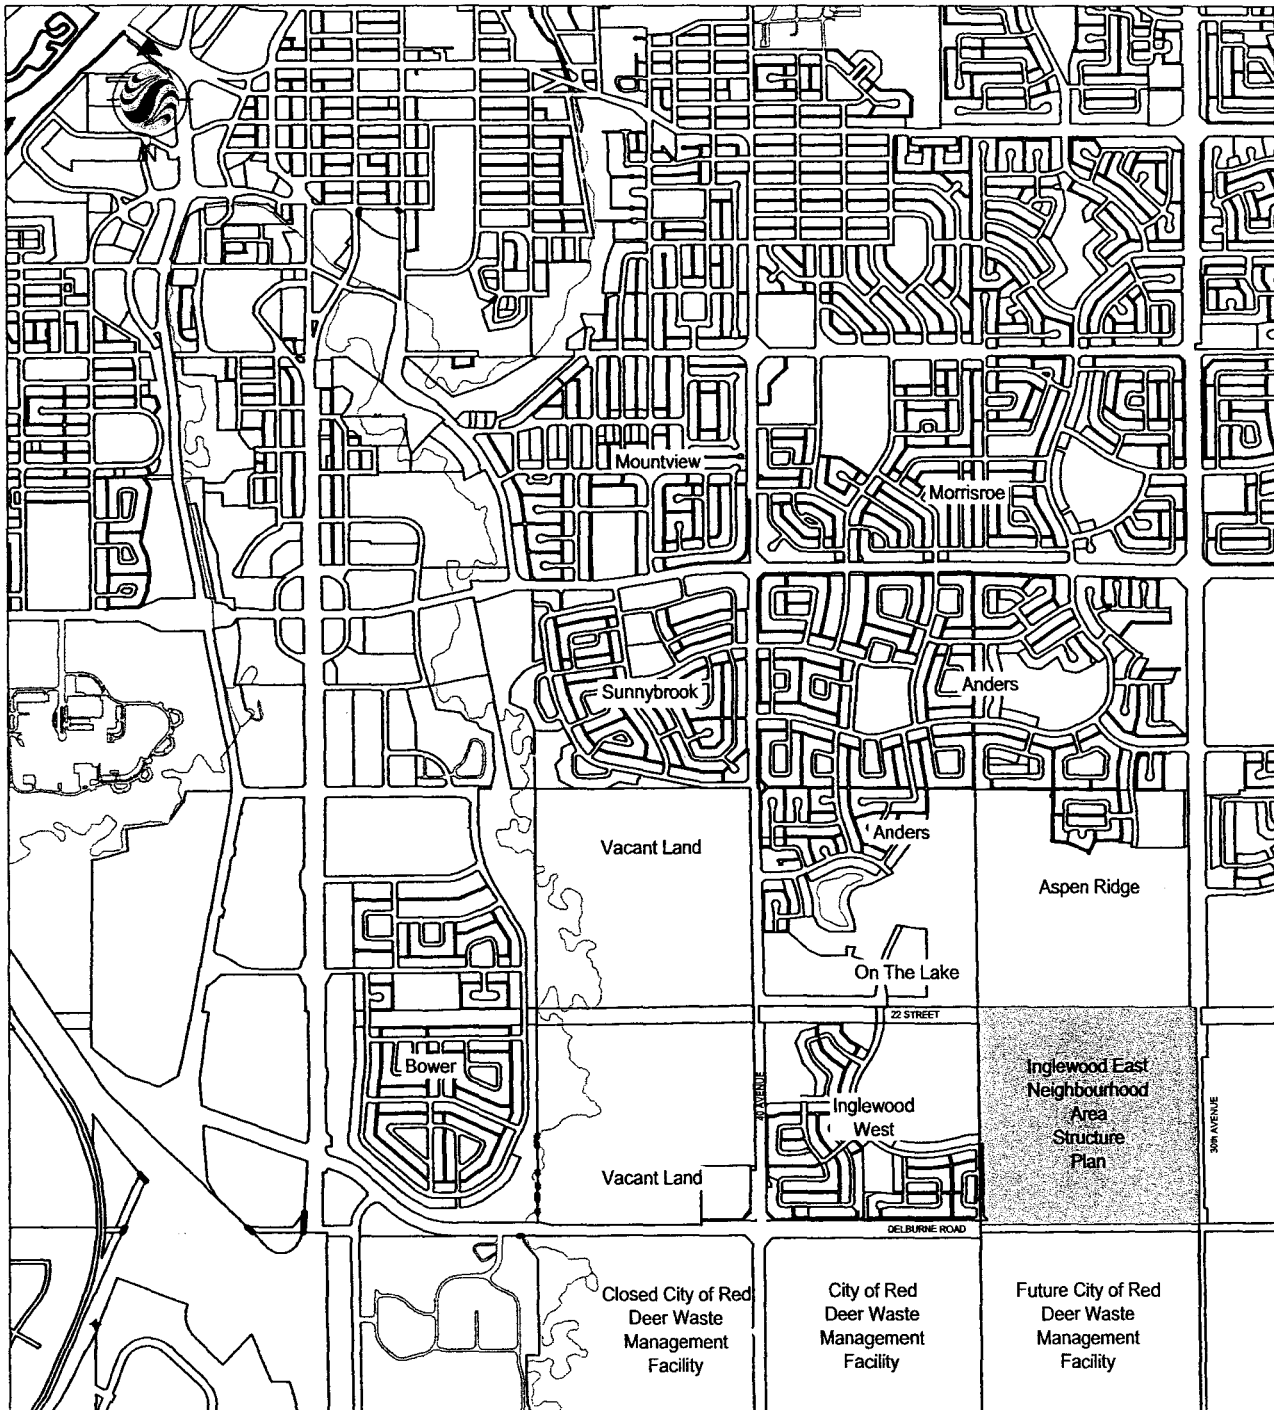 Mountview
Morrisroe
Sunnybrook
Anders
Vacant Land
Anders
Aspen Ridge
On The Lake
22 STREET
Bower
40 AVENUE
Inglewood
West
Inglewood East
Neighbourhood
Area
Structure
Plan
30th AVENUE
Vacant Land
DELBURNE ROAD
Closed City of Red
Deer Waste
Management
Facility
City of Red
Deer Waste
Management
Facility
Future City of Red
Deer Waste
Management
Facility